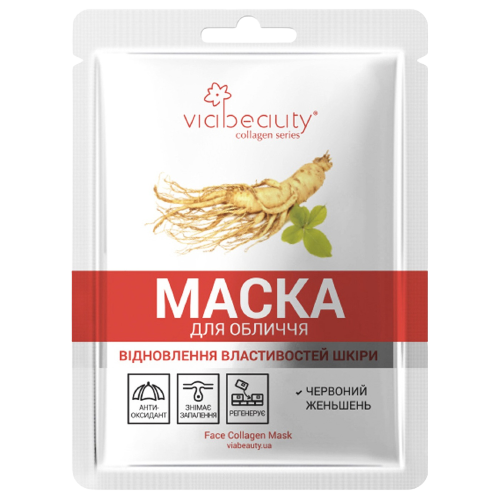 viabeauty®
collagen series
МАСКА
ДЛЯ ОБЛИЧЧЯ
ВІДНОВЛЕННЯ ВЛАСТИВОСТЕЙ ШКІРИ
АНТИ-
ОКСИДАНТ
ЗНІМАЄ
ЗАПАЛЕННЯ
РЕГЕНЕРУЄ
✓ ЧЕРВОНИЙ
ЖЕНЬШЕНЬ
Face Collagen Mask
viabeauty.ua